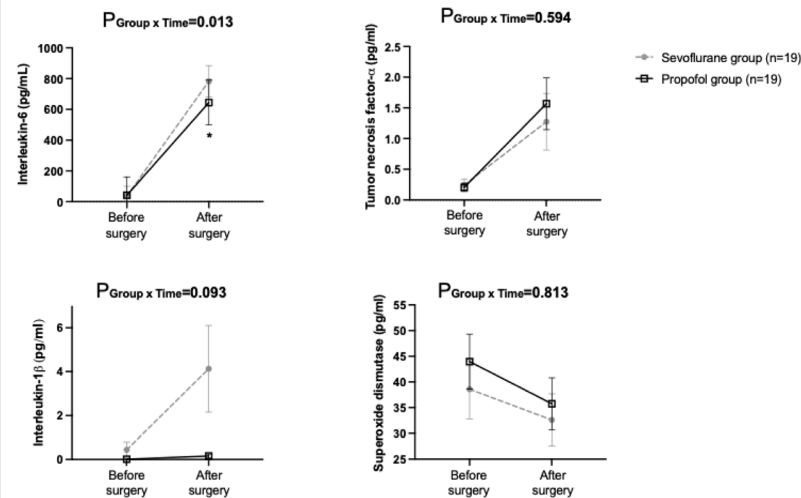 PGroup x Time=0.013
Interleukin-6 (pg/mL)
1000
800
600
400
200
0
*
Before
surgery
After
surgery
PGroup x Time=0.594
Tumor necrosis factor-α (pg/ml)
2.5
2.0
1.5
1.0
0.5
0.0
Before
surgery
After
surgery
Sevoflurane group (n=19)
Propofol group (n=19)
PGroup x Time=0.093
Interleukin-1β (pg/ml)
6
4
2
0
Before
surgery
After
surgery
PGroup x Time=0.813
Superoxide dismutase (pg/ml)
55
50
45
40
35
30
25
Before
surgery
After
surgery